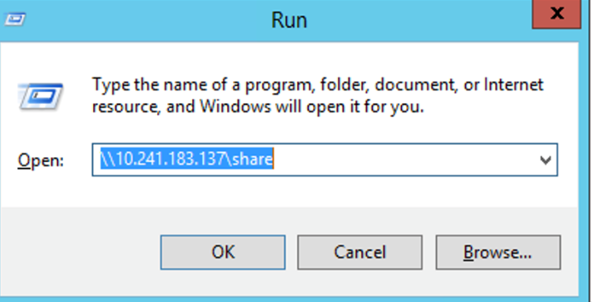 Run
Type the name of a program, folder, document, or Internet
resource, and Windows will open it for you.
Open: \\10.241.183.137\share
OK Cancel Browse...